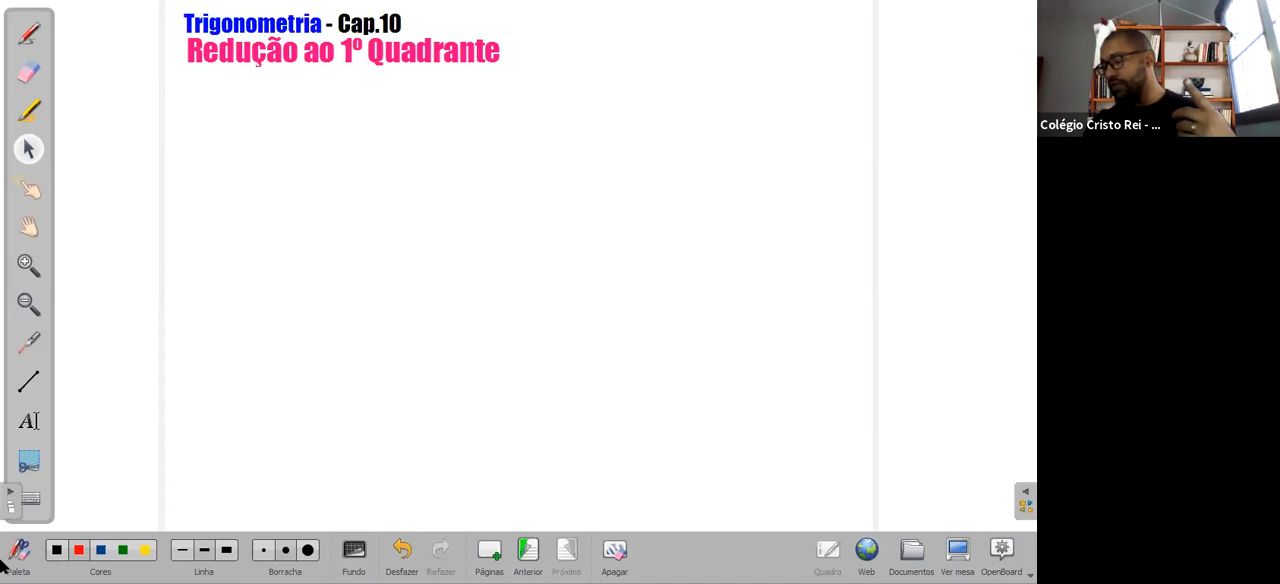 Trigonometria - Cap.10
Redução ao 1º Quadrante
Colégio Cristo Rei - ...
Paleta
Cores
Linha
Borracha
Fundo
Desfazer
Refazer
Páginas
Anterior
Próximo
Apagar
Quadro
Web
Documentos
Ver mesa
OpenBoard